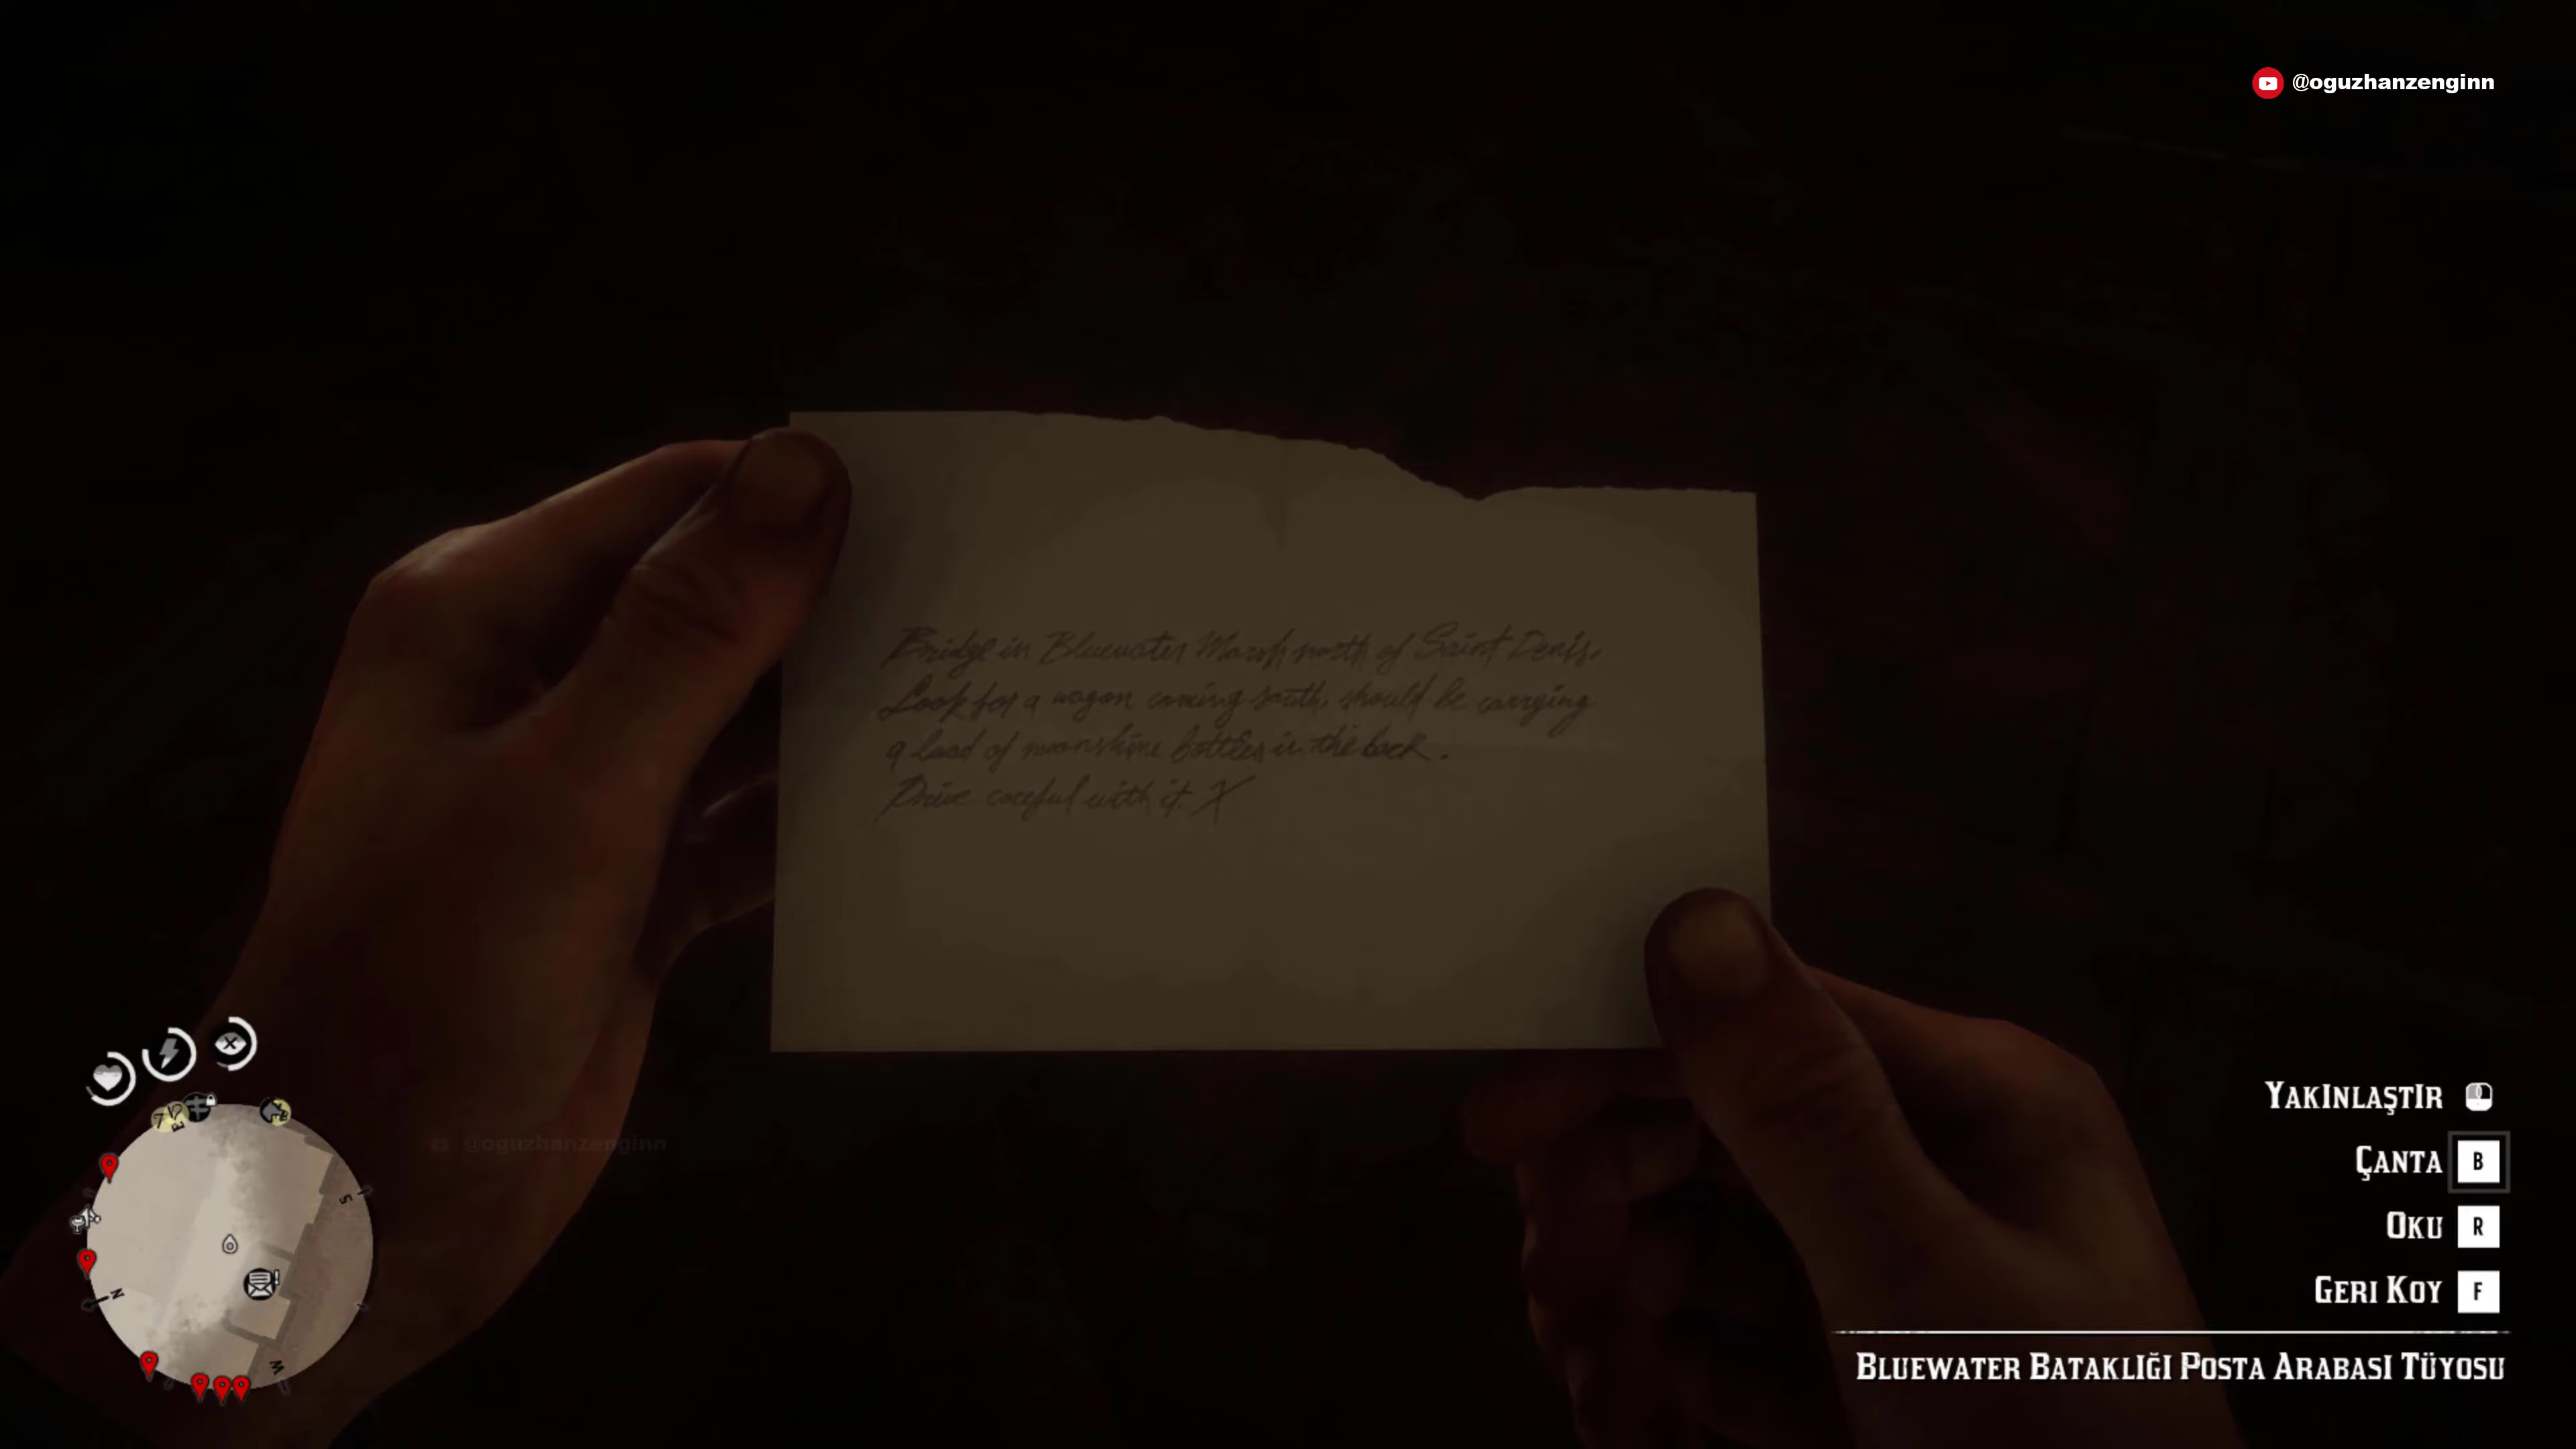 @oguzhanzenginn
Bridge in Bluewater Marsh north of Saint Denis.
Look for a wagon coming south, should be carrying
a load of moonshine bottles in the back.
Drive careful with it. X
@oguzhanzenginn
YAKINLAŞTIR
ÇANTA B
OKU R
GERI KOY F
BLUEWATER BATAKLIĞI POSTA ARABASI TÜYOSU
N
S
W